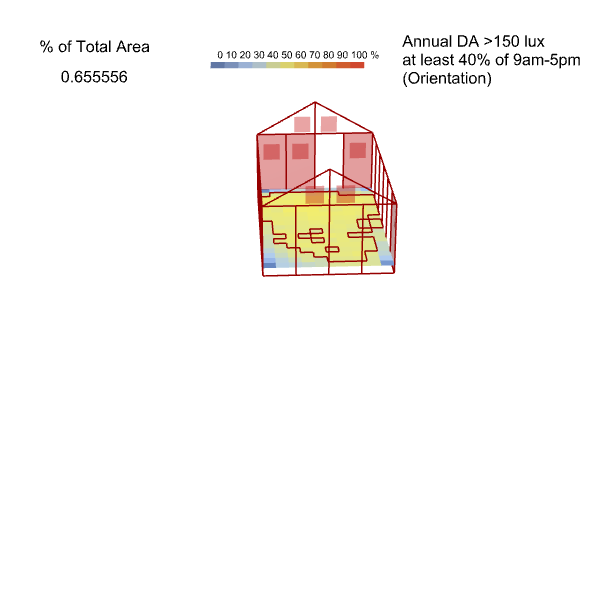 % of Total Area
0.655556
0 10 20 30 40 50 60 70 80 90 100 %
Annual DA >150 lux
at least 40% of 9am-5pm
(Orientation)